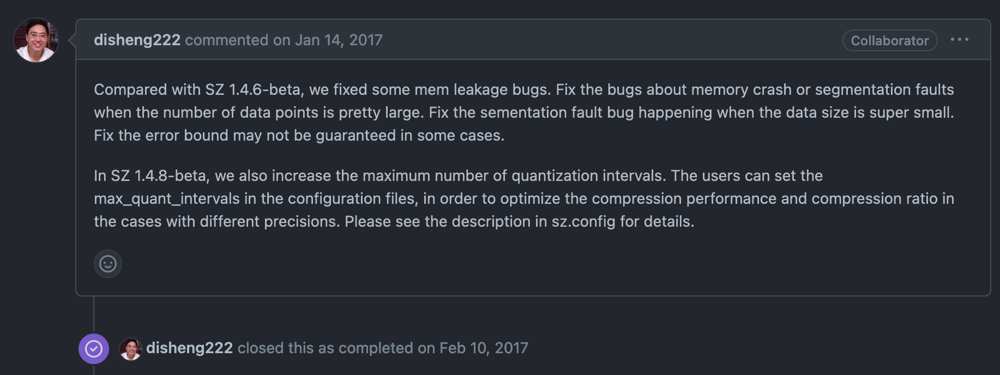 disheng222 commented on Jan 14, 2017
Collaborator
Compared with SZ 1.4.6-beta, we fixed some mem leakage bugs. Fix the bugs about memory crash or segmentation faults
when the number of data points is pretty large. Fix the sementation fault bug happening when the data size is super small.
Fix the error bound may not be guaranteed in some cases.
In SZ 1.4.8-beta, we also increase the maximum number of quantization intervals. The users can set the
max_quant_intervals in the configuration files, in order to optimize the compression performance and compression ratio in
the cases with different precisions. Please see the description in sz.config for details.
disheng222 closed this as completed on Feb 10, 2017